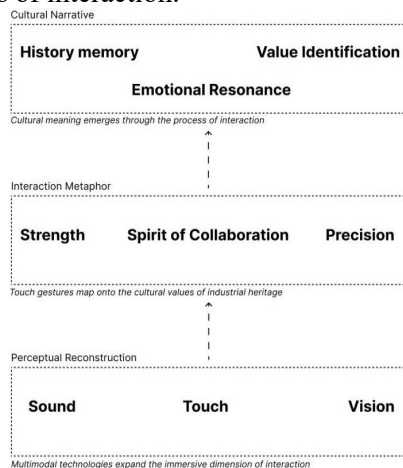 s of interaction.
Cultural Narrative
History memory Value Identification
Emotional Resonance
Cultural meaning emerges through the process of interaction
Interaction Metaphor
Strength Spirit of Collaboration Precision
Touch gestures map onto the cultural values of industrial heritage
Perceptual Reconstruction
Sound Touch Vision
Multimodal technologies expand the immersive dimension of interaction